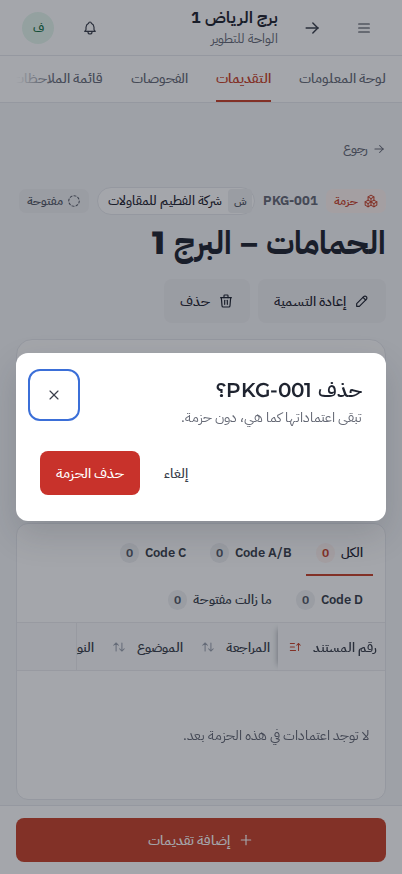 برج الرياض 1
الواحة للتطوير
ف
لوحة المعلومات
التقديمات
الفحوصات
قائمة الملاحظات
رجوع
حزمة
PKG-001
ش
شركة الفطيم للمقاولات
مفتوحة
الحمامات – البرج 1
إعادة التسمية
حذف
حذف PKG-001؟
تبقى اعتماداتها كما هي، دون حزمة.
إلغاء
حذف الحزمة
الكل 0
Code A/B 0
Code C 0
Code D 0
ما زالت مفتوحة 0
رقم المستند
المراجعة
الموضوع
النو
لا توجد اعتمادات في هذه الحزمة بعد.
إضافة تقديمات